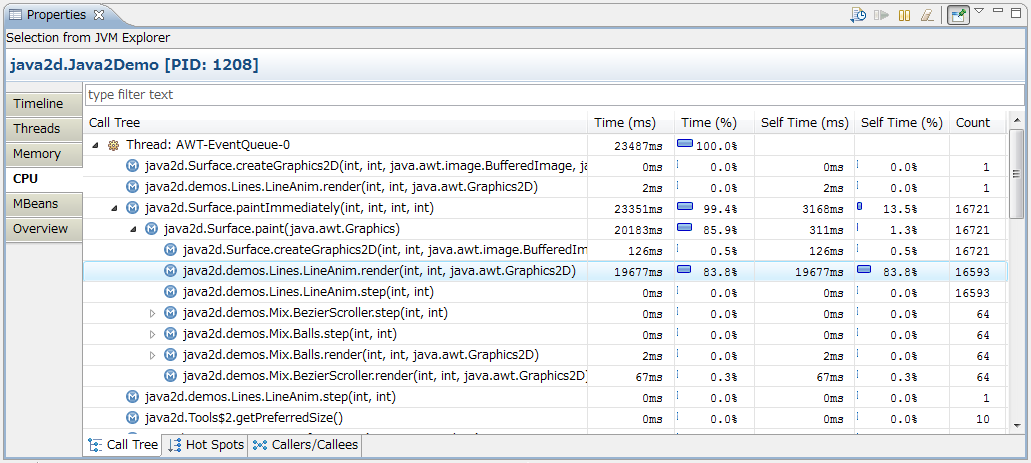 Properties
Selection from JVM Explorer
java2d.Java2Demo [PID: 1208]
Timeline
Threads
Memory
CPU
MBeans
Overview
type filter text
Call Tree Time (ms) Time (%) Self Time (ms) Self Time (%) Count
Thread: AWT-EventQueue-0 23487ms 100.0%
java2d.Surface.createGraphics2D(int, int, java.awt.image.BufferedImage, 0ms 0.0% 0ms 0.0% 1
java2d.demos.Lines.LineAnim.render(int, int, java.awt.Graphics2D) 2ms 0.0% 2ms 0.0% 1
java2d.Surface.paintImmediately(int, int, int, int) 23351ms 99.4% 3168ms 13.5% 16721
java2d.Surface.paint(java.awt.Graphics) 20183ms 85.9% 311ms 1.3% 16721
java2d.Surface.createGraphics2D(int, int, java.awt.image.BufferedIm 126ms 0.5% 126ms 0.5% 16721
java2d.demos.Lines.LineAnim.render(int, int, java.awt.Graphics2D) 19677ms 83.8% 19677ms 83.8% 16593
java2d.demos.Lines.LineAnim.step(int, int) 0ms 0.0% 0ms 0.0% 16593
java2d.demos.Mix.BezierScroller.step(int, int) 0ms 0.0% 0ms 0.0% 64
java2d.demos.Mix.Balls.step(int, int) 0ms 0.0% 0ms 0.0% 64
java2d.demos.Mix.Balls.render(int, int, java.awt.Graphics2D) 2ms 0.0% 2ms 0.0% 64
java2d.demos.Mix.BezierScroller.render(int, int, java.awt.Graphics2D) 67ms 0.3% 67ms 0.3% 64
java2d.demos.Lines.LineAnim.step(int, int) 0ms 0.0% 0ms 0.0% 1
java2d.Tools$2.getPreferredSize() 0ms 0.0% 0ms 0.0% 10
Call Tree Hot Spots Callers/Callees